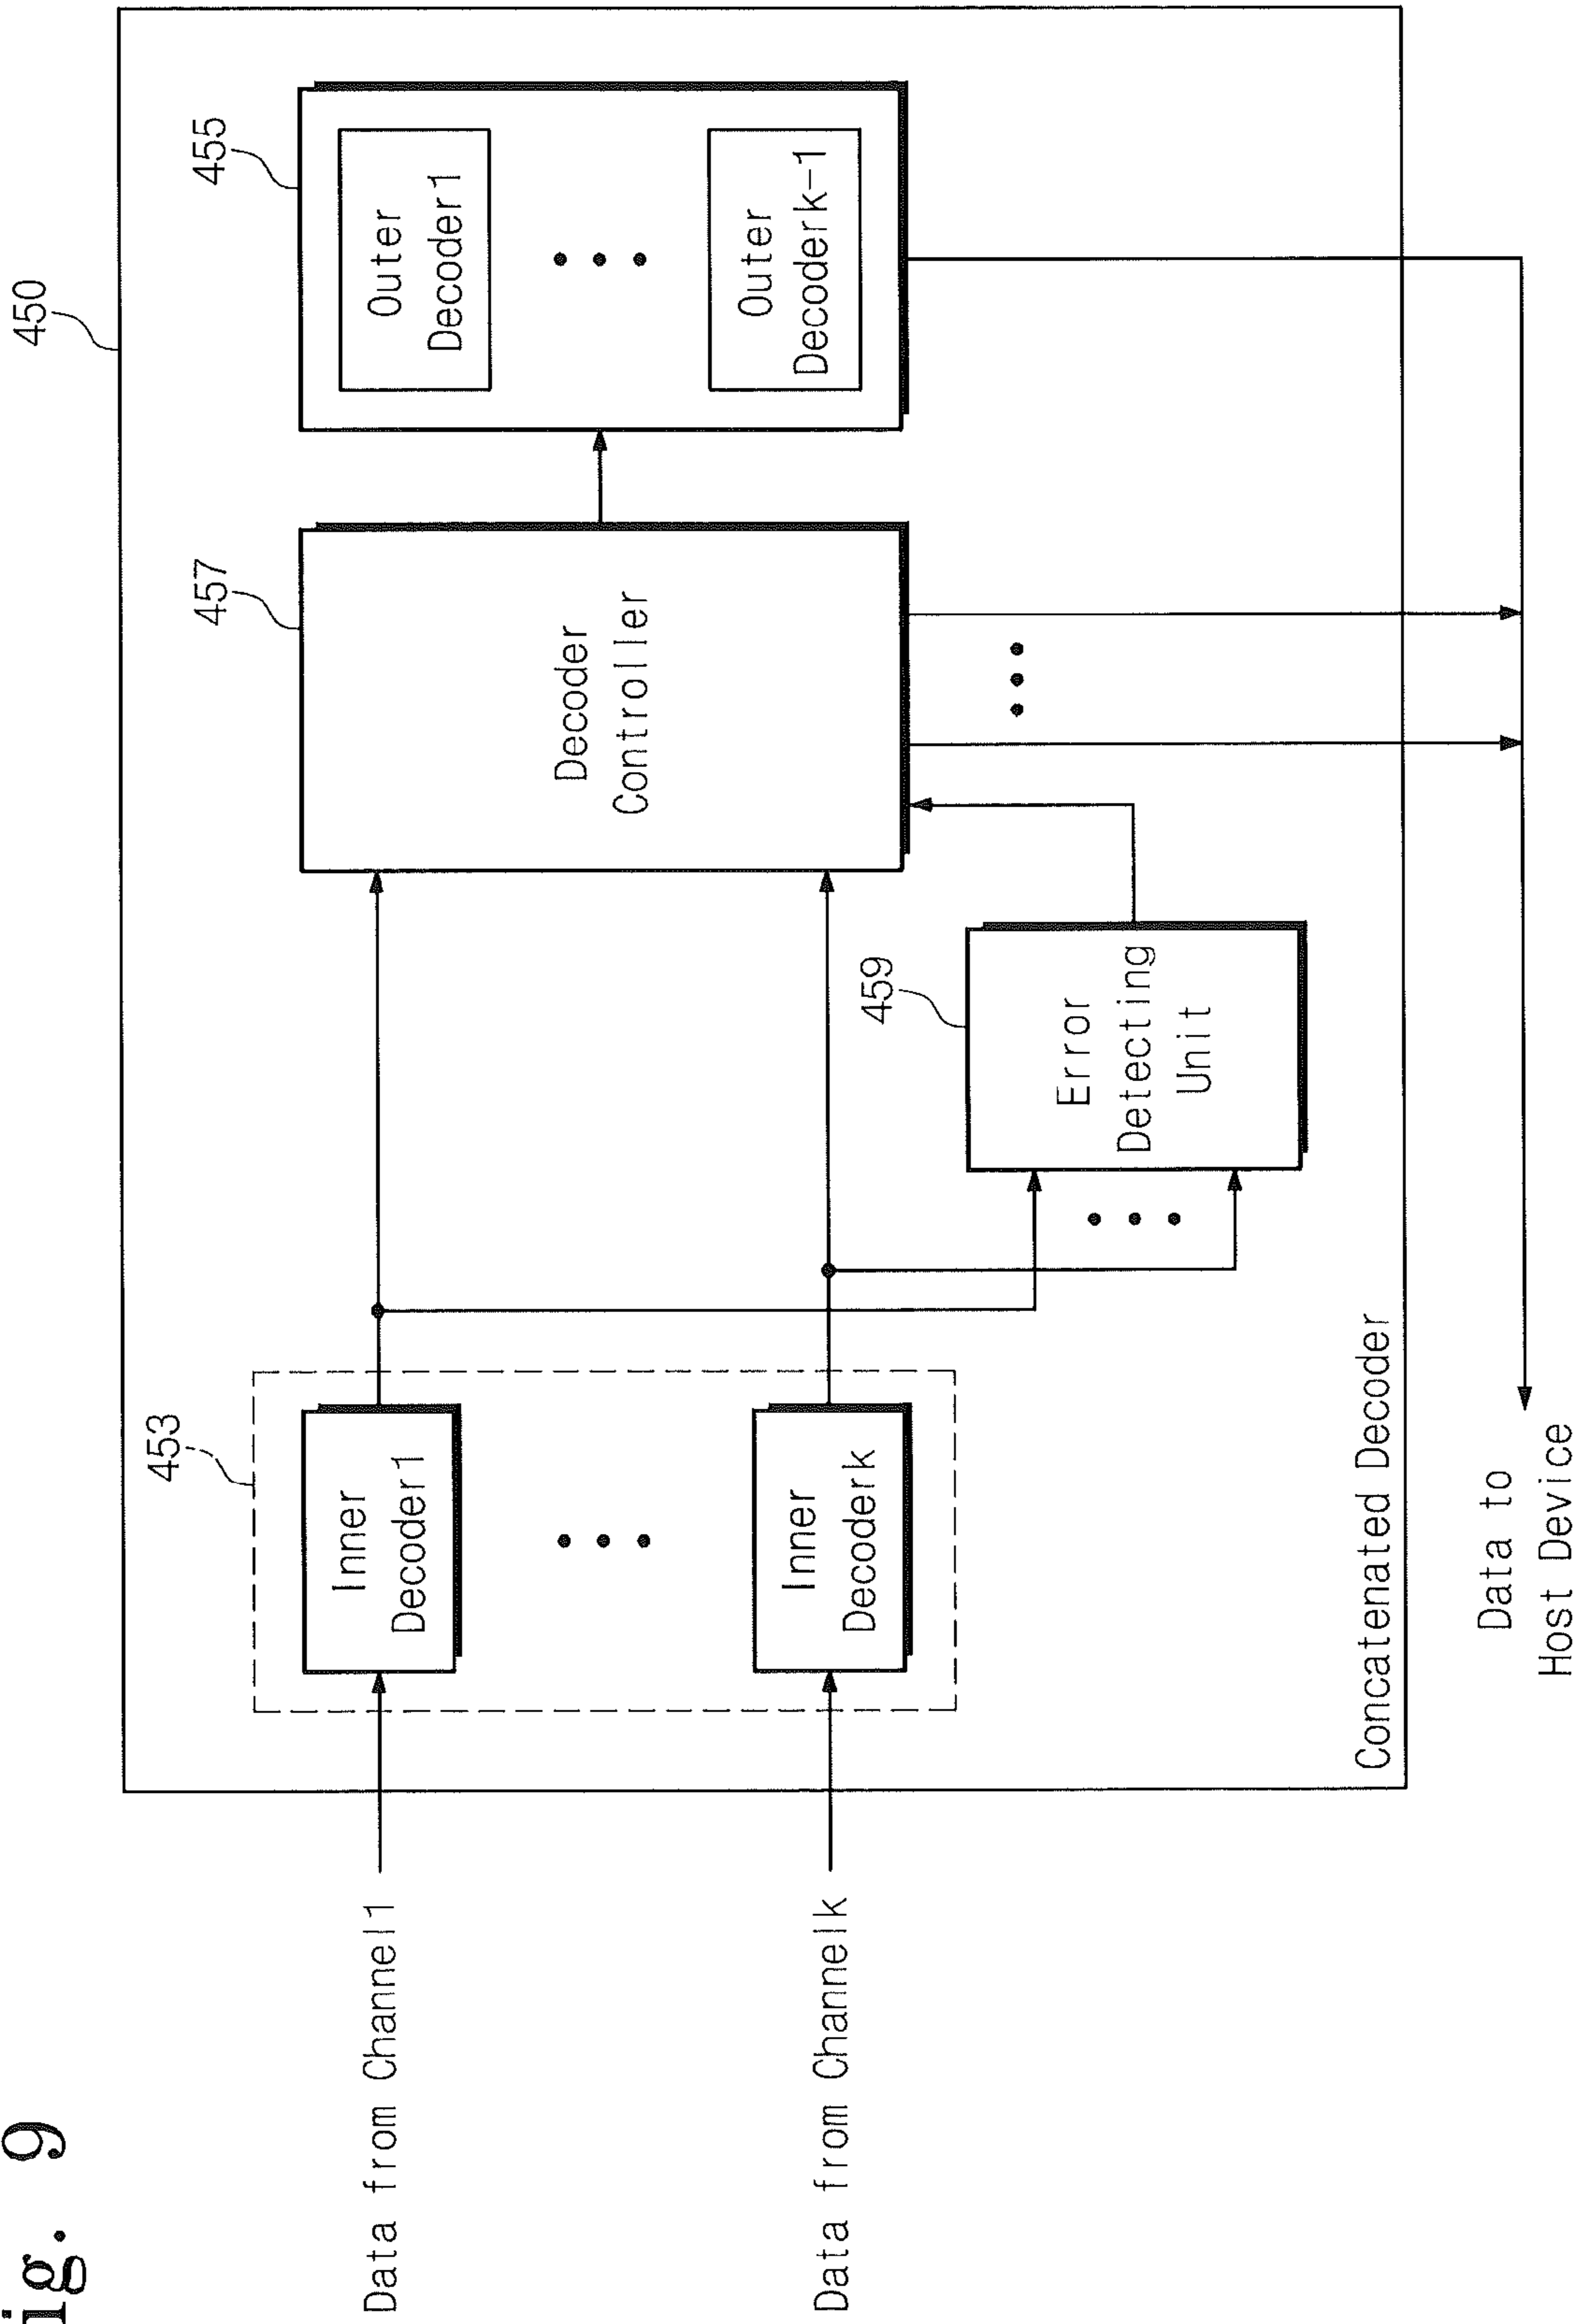 ig. 9
450
453
455
457
459
Data from Channel1
Data from Channelk
Inner
Decoder1
Inner
Decoderk
Error
Detecting
Unit
Decoder
Controller
Outer
Decoder1
Outer
Decoderk-1
Concatenated Decoder
Data to
Host Device